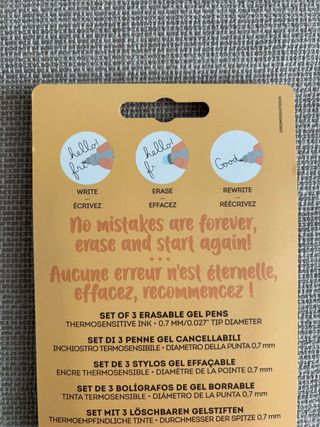 hello!
fr
hello!
f
Good
WRITE
...
ÉCRIVEZ
ERASE
...
EFFACEZ
REWRITE
...
RÉÉCRIVEZ
No mistakes are forever,
erase and start again!
...
Aucune erreur n'est éternelle,
effacez, recommencez !
SET OF 3 ERASABLE GEL PENS
THERMOSENSITIVE INK • 0.7 MM/0.027" TIP DIAMETER
SET DI 3 PENNE GEL CANCELLABILI
INCHIOSTRO TERMOSENSIBILE • DIAMETRO DELLA PUNTA 0,7 mm
SET DE 3 STYLOS GEL EFFAÇABLE
ENCRE THERMOSENSIBLE • DIAMÈTRE DE LA POINTE 0,7 mm
SET DE 3 BOLÍGRAFOS DE GEL BORRABLE
TINTA TERMOSENSIBLE • DIÁMETRO DE LA PUNTA 0,7 mm
SET MIT 3 LÖSCHBAREN GELSTIFTEN
THERMOEMPFINDLICHE TINTE • DURCHMESSER DER SPITZE 0,7 mm